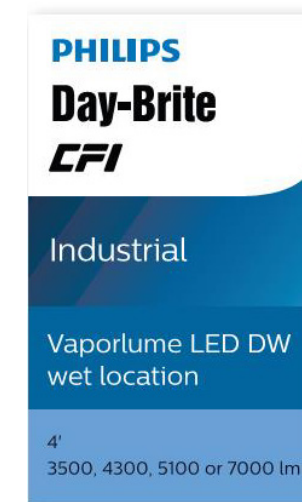 PHILIPS
Day-Brite
CFI
Industrial
Vaporlume LED DW
wet location
4'
3500, 4300, 5100 or 7000 lm